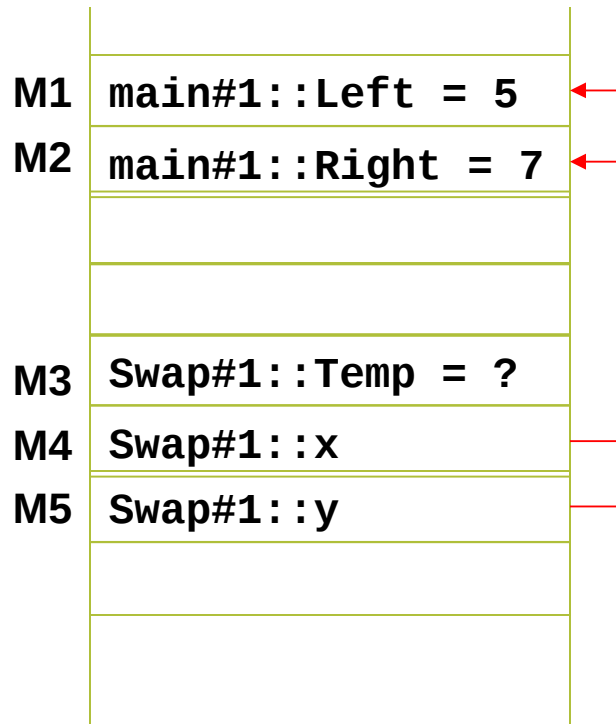 M1 main#1::Left = 5
M2 main#1::Right = 7
M3 Swap#1::Temp = ?
M4 Swap#1::x
M5 Swap#1::y